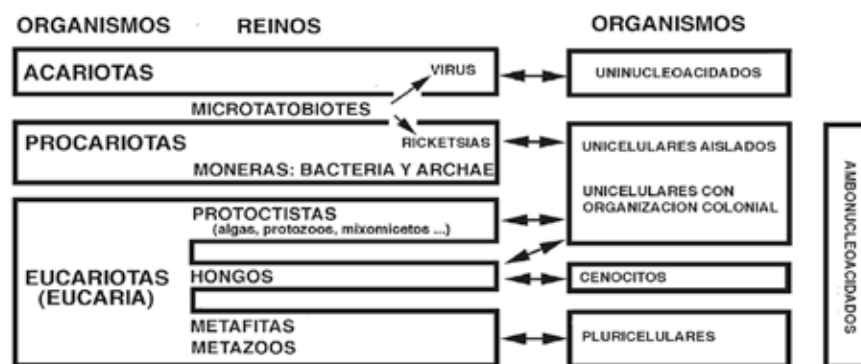 ORGANISMOS REINOS ORGANISMOS
ACARIOTAS VIRUS UNINUCLEOACIDADOS
MICROTATOBIOTES
PROCARIOTAS RICKETSIAS UNICELULARES AISLADOS
MONERAS: BACTERIA Y ARCHAE
UNICELULARES CON
ORGANIZACION COLONIAL
PROTOCTISTAS
(algas, protozoos, mixomicetos ...)
EUCARIOTAS
(EUCARIA)
HONGOS CENOCITOS
METAFITAS
METAZOOS
PLURICELULARES
AMBONUCLEOACIDADOS